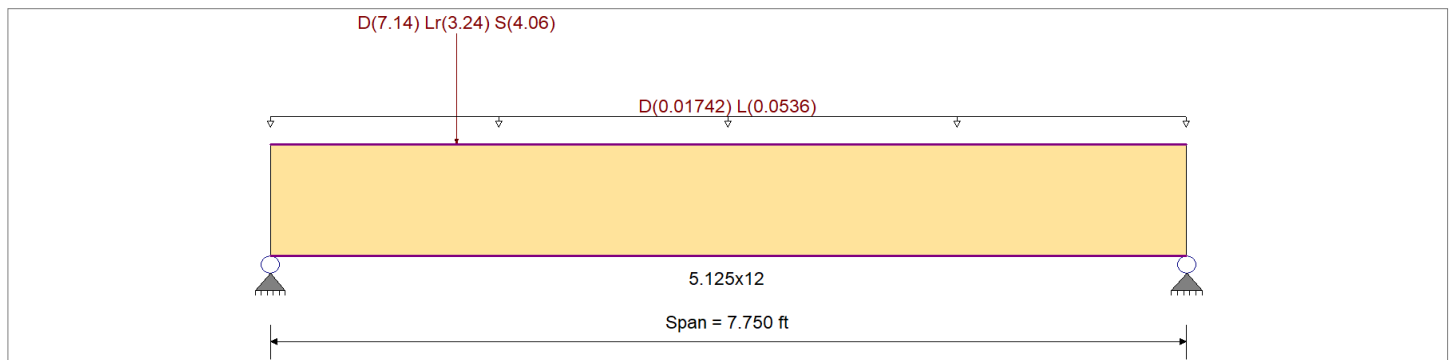 D(7.14) Lr(3.24) S(4.06)
D(0.01742) L(0.0536)
5.125x12
Span = 7.750 ft